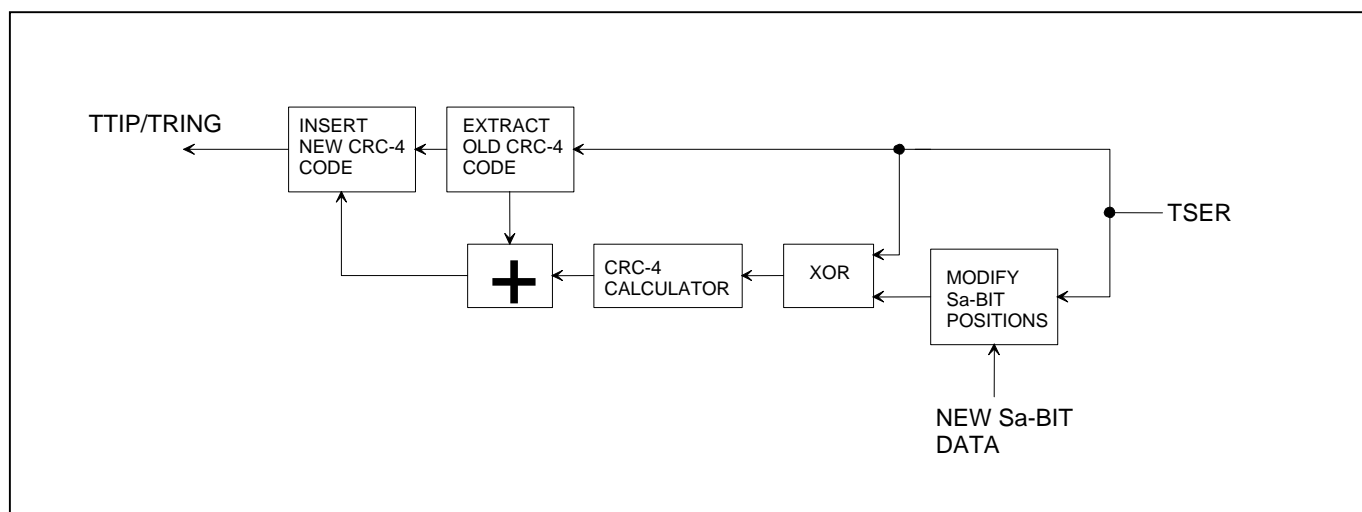 TTIP/TRING
INSERT
NEW CRC-4
CODE
EXTRACT
OLD CRC-4
CODE
TSER
+
CRC-4
CALCULATOR
XOR
MODIFY
Sa-BIT
POSITIONS
NEW Sa-BIT
DATA